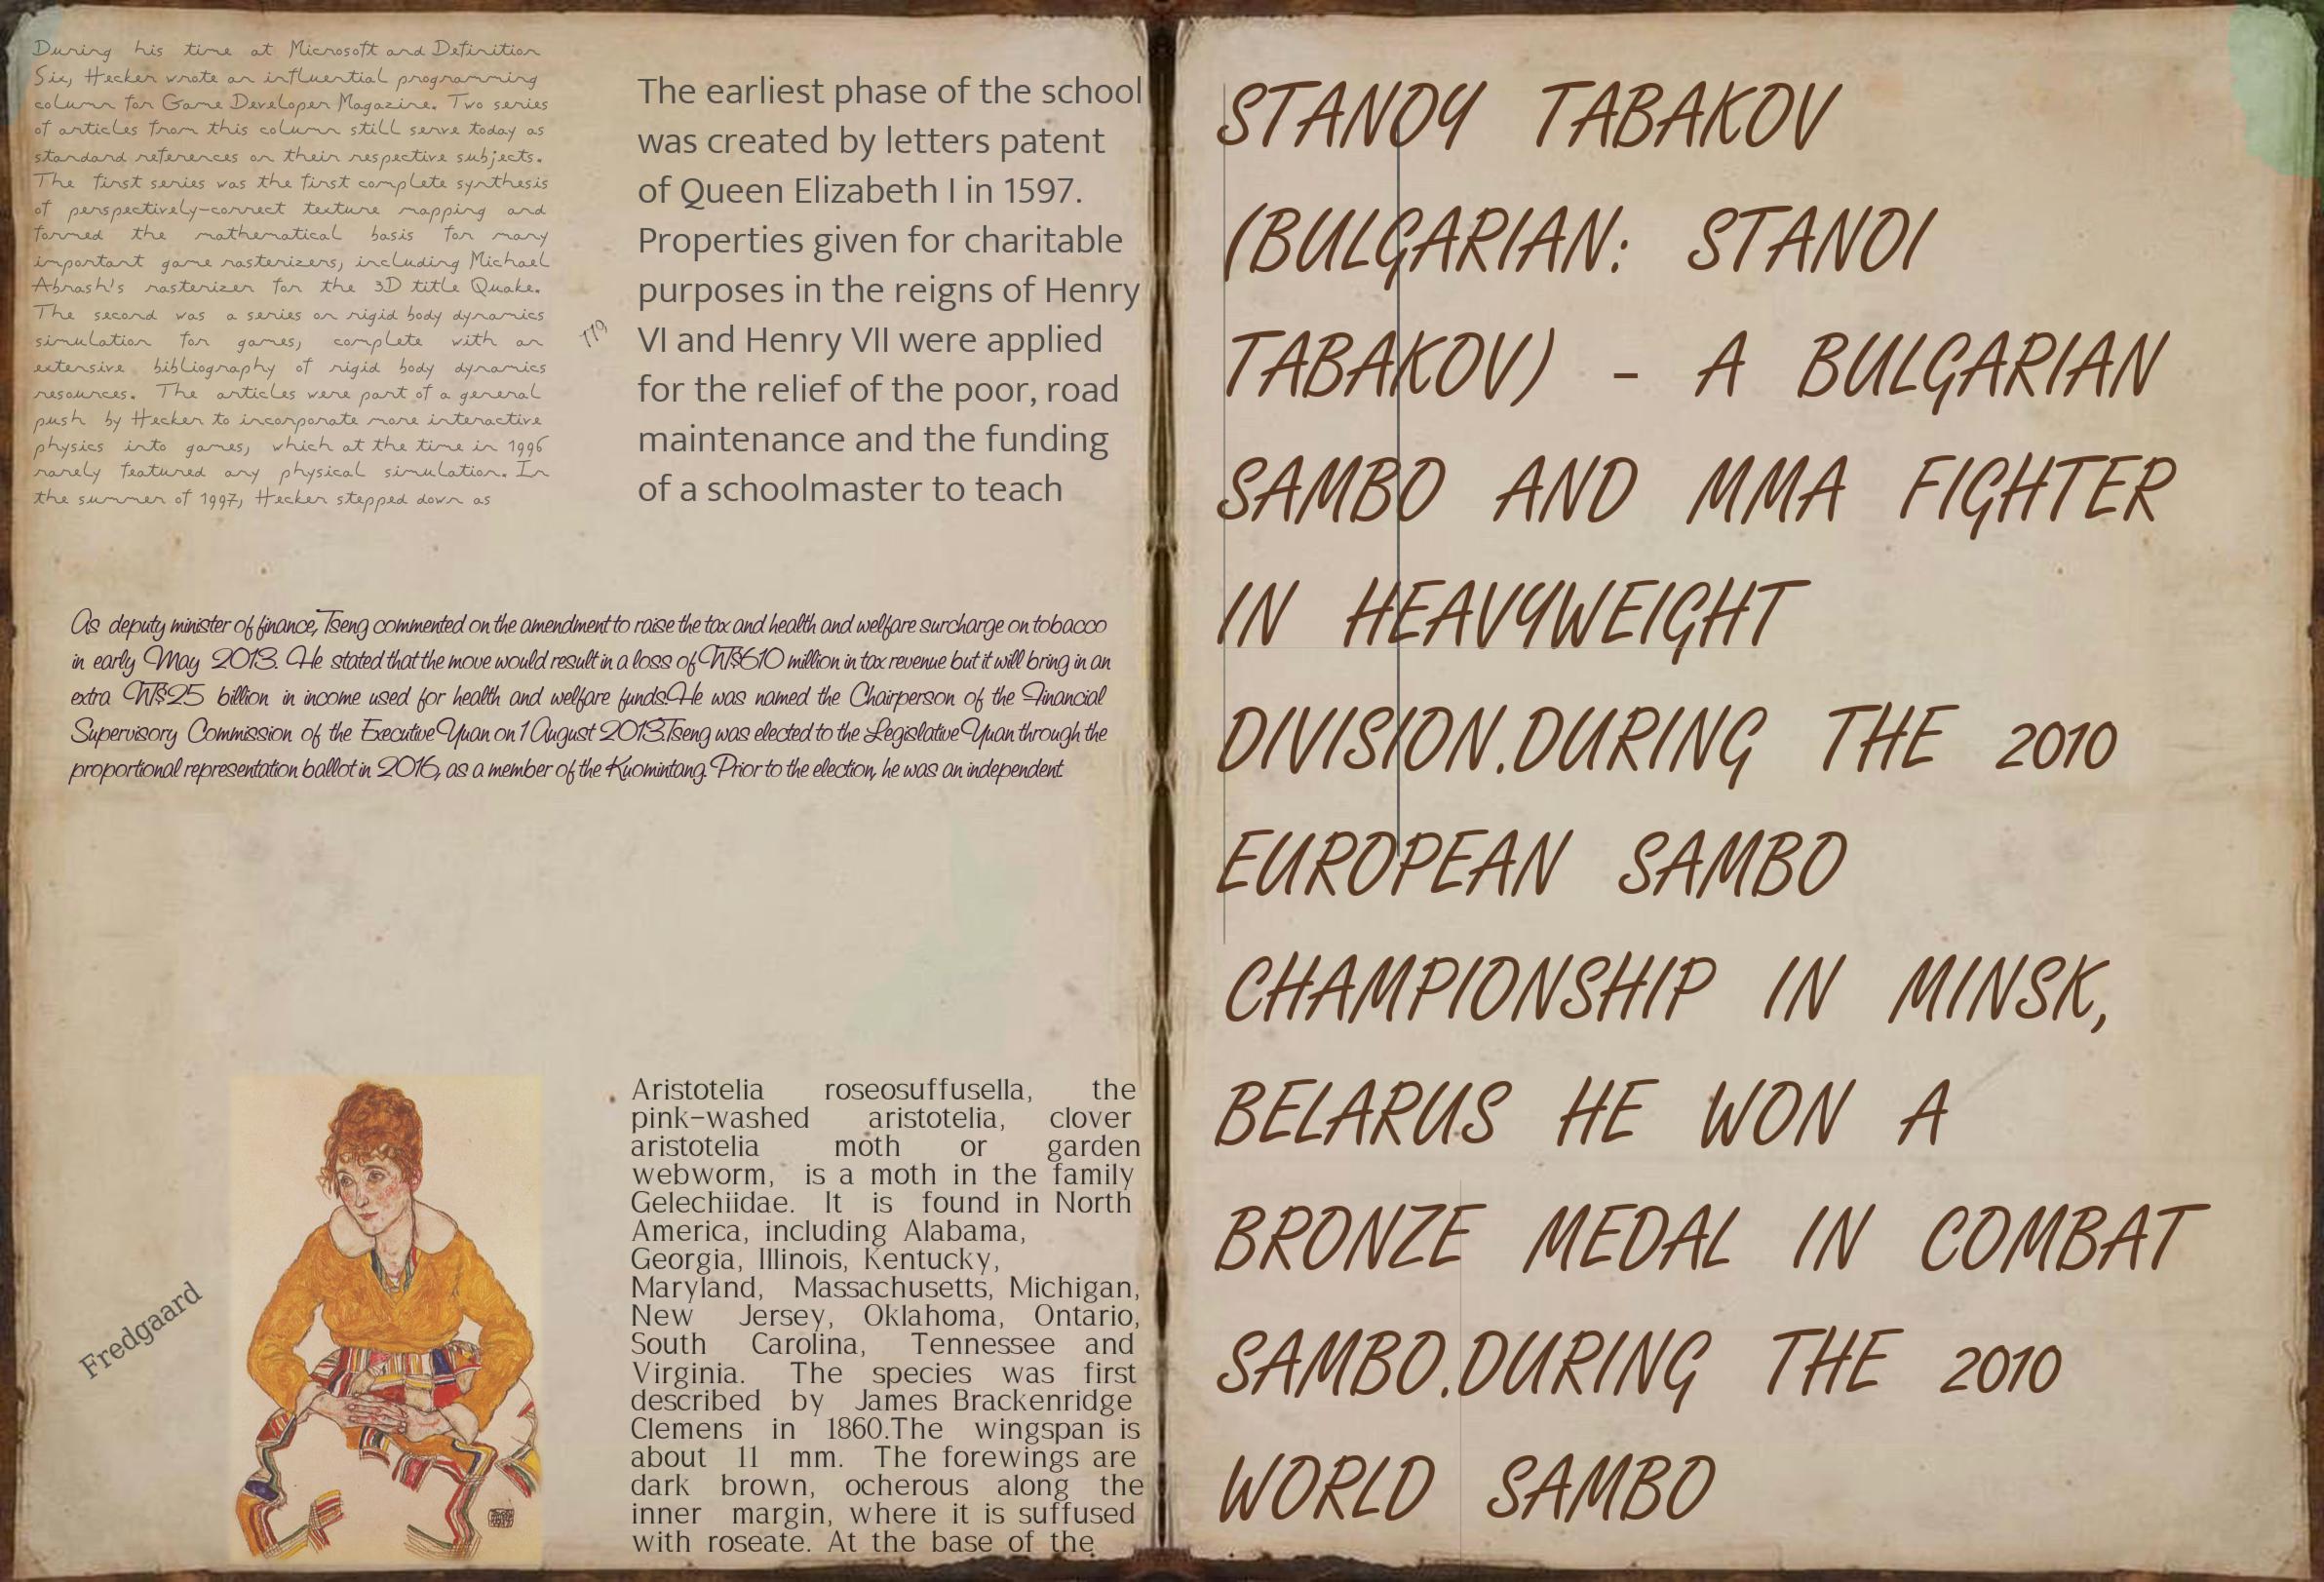 During his time at Microsoft and Definition
Six, Hecker wrote an influential programming
column for Game Developer Magazine. Two series
of articles from this column still serve today as
standard references on their respective subjects.
The first series was the first complete synthesis
of perspectively-correct texture mapping and
formed the mathematical basis for many
important game rasterizers, including Michael
Abrash's rasterizer for the 3D title Quake.
The second was a series on rigid body dynamics
simulation for games, complete with an
extensive bibliography of rigid body dynamics
resources. The articles were part of a general
push by Hecker to incorporate more interactive
physics into games, which at the time in 1996
rarely featured any physical simulation. In
the summer of 1997, Hecker stepped down as
779
The earliest phase of the school
was created by letters patent
of Queen Elizabeth I in 1597.
Properties given for charitable
purposes in the reigns of Henry
VI and Henry VII were applied
for the relief of the poor, road
maintenance and the funding
of a schoolmaster to teach
As deputy minister of finance, Tseng commented on the amendment to raise the tax and health and welfare surcharge on tobacco
in early May 2013. He stated that the move would result in a loss of NT$610 million in tax revenue but it will bring in an
extra NT$25 billion in income used for health and welfare funds.He was named the Chairperson of the Financial
Supervisory Commission of the Executive Yuan on 1 August 2013.Tseng was elected to the Legislative Yuan through the
proportional representation ballot in 2016, as a member of the Kuomintang. Prior to the election, he was an independent.
Fredgaard
Aristotelia roseosuffusella, the
pink-washed aristotelia, clover
aristotelia moth or garden
webworm, is a moth in the family
Gelechiidae. It is found in North
America, including Alabama,
Georgia, Illinois, Kentucky,
Maryland, Massachusetts, Michigan,
New Jersey, Oklahoma, Ontario,
South Carolina, Tennessee and
Virginia. The species was first
described by James Brackenridge
Clemens in 1860.The wingspan is
about 11 mm. The forewings are
dark brown, ocherous along the
inner margin, where it is suffused
with roseate. At the base of the
STANOY TABAKOV
(BULGARIAN: STANOI
TABAKOV) - A BULGARIAN
SAMBO AND MMA FIGHTER
IN HEAVYWEIGHT
DIVISION.DURING THE 2010
EUROPEAN SAMBO
CHAMPIONSHIP IN MINSK,
BELARUS HE WON A
BRONZE MEDAL IN COMBAT
SAMBO.DURING THE 2010
WORLD SAMBO